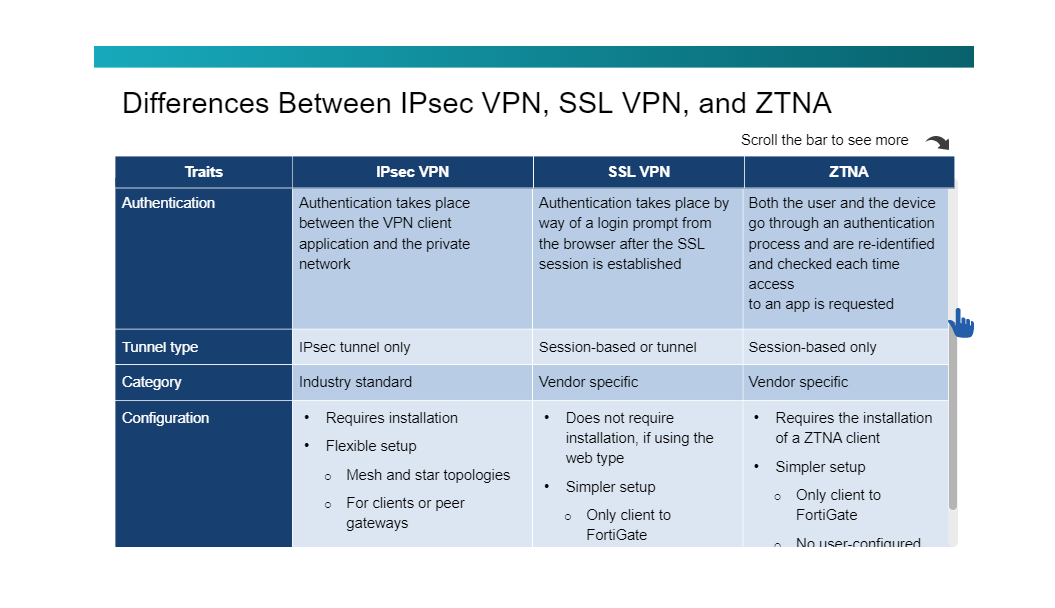 Differences Between IPsec VPN, SSL VPN, and ZTNA
Scroll the bar to see more
Traits
IPsec VPN
SSL VPN
ZTNA
Authentication
Authentication takes place
between the VPN client
application and the private
network
Authentication takes place by
way of a login prompt from
the browser after the SSL
session is established
Both the user and the device
go through an authentication
process and are re-identified
and checked each time
access
to an app is requested
Tunnel type
IPsec tunnel only
Session-based or tunnel
Session-based only
Category
Industry standard
Vendor specific
Vendor specific
Configuration
• Requires installation
• Flexible setup
o Mesh and star topologies
o For clients or peer
gateways
• Does not require
installation, if using the
web type
• Simpler setup
o Only client to
FortiGate
• Requires the installation
of a ZTNA client
• Simpler setup
o Only client to
FortiGate
o No user-configured